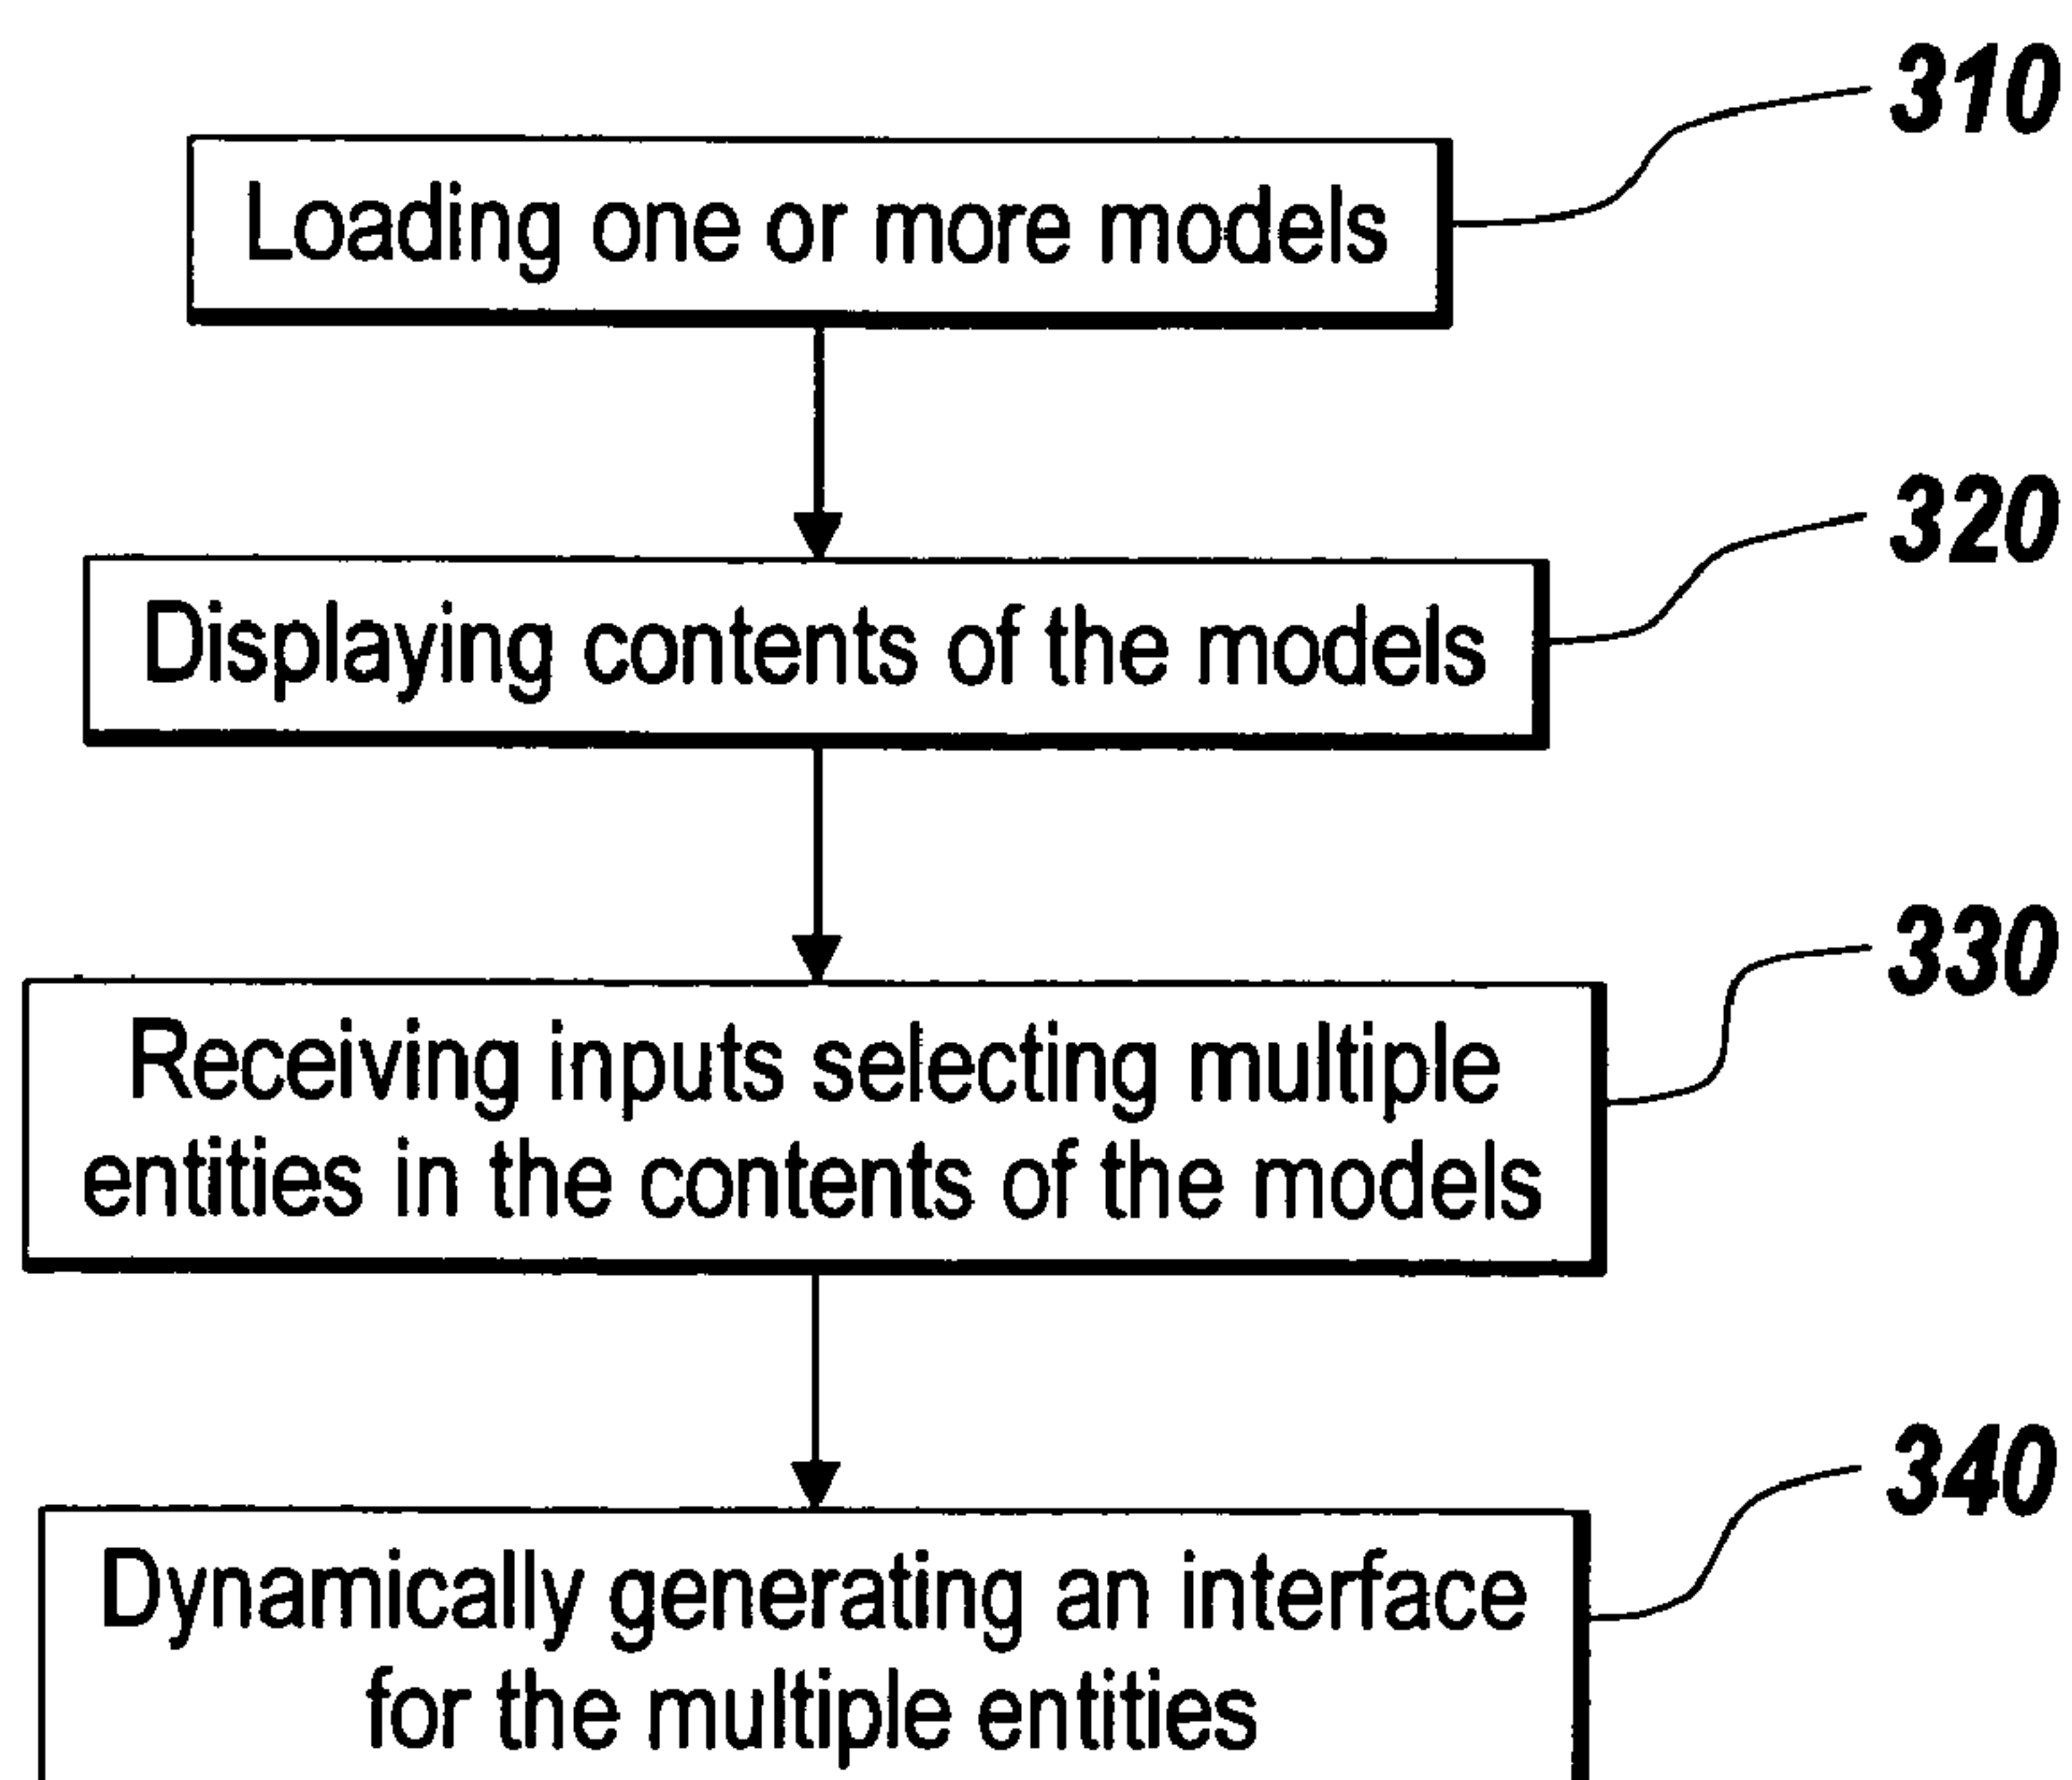 310
Loading one or more models
320
Displaying contents of the models
330
Receiving inputs selecting multiple
entities in the contents of the models
340
Dynamically generating an interface
for the multiple entities